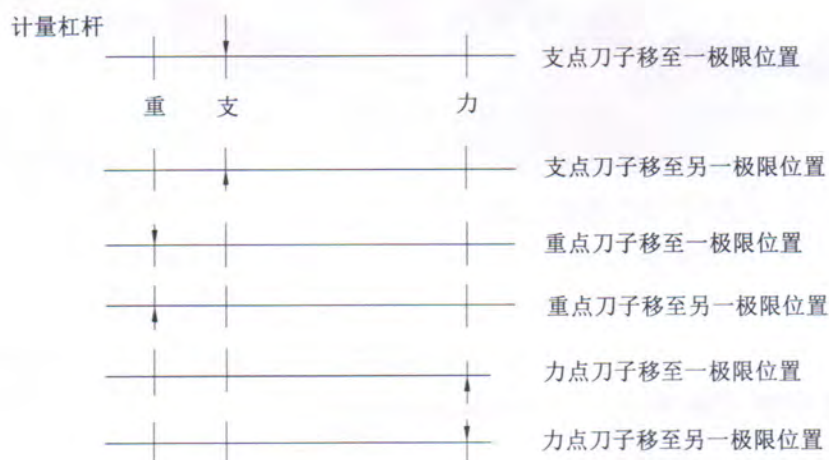 计量杠杆
支点刀子移至一极限位置
重 支 力
支点刀子移至另一极限位置
重点刀子移至一极限位置
重点刀子移至另一极限位置
力点刀子移至一极限位置
力点刀子移至另一极限位置